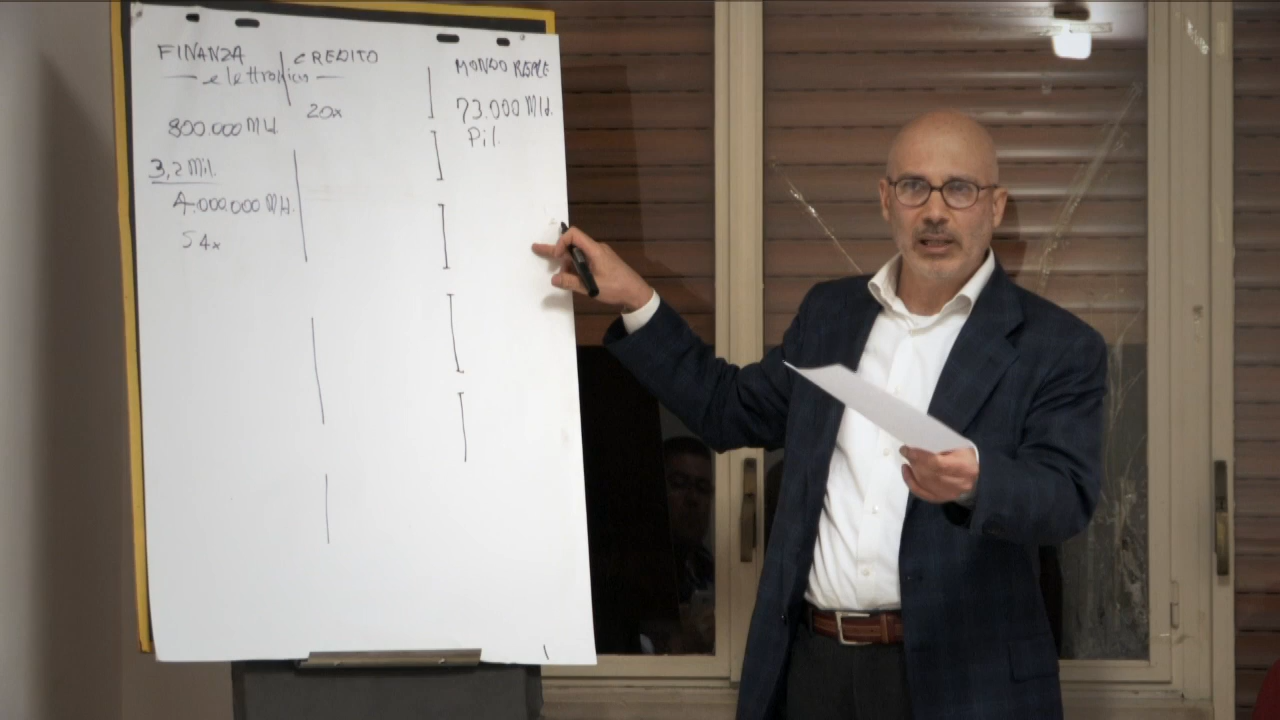 FINANZA
elettronica
800.000 Mld.
3,2 Mil.
4.000.000 Mld.
54x
CREDITO
20x
MONDO REALE
73.000 Mld.
Pil